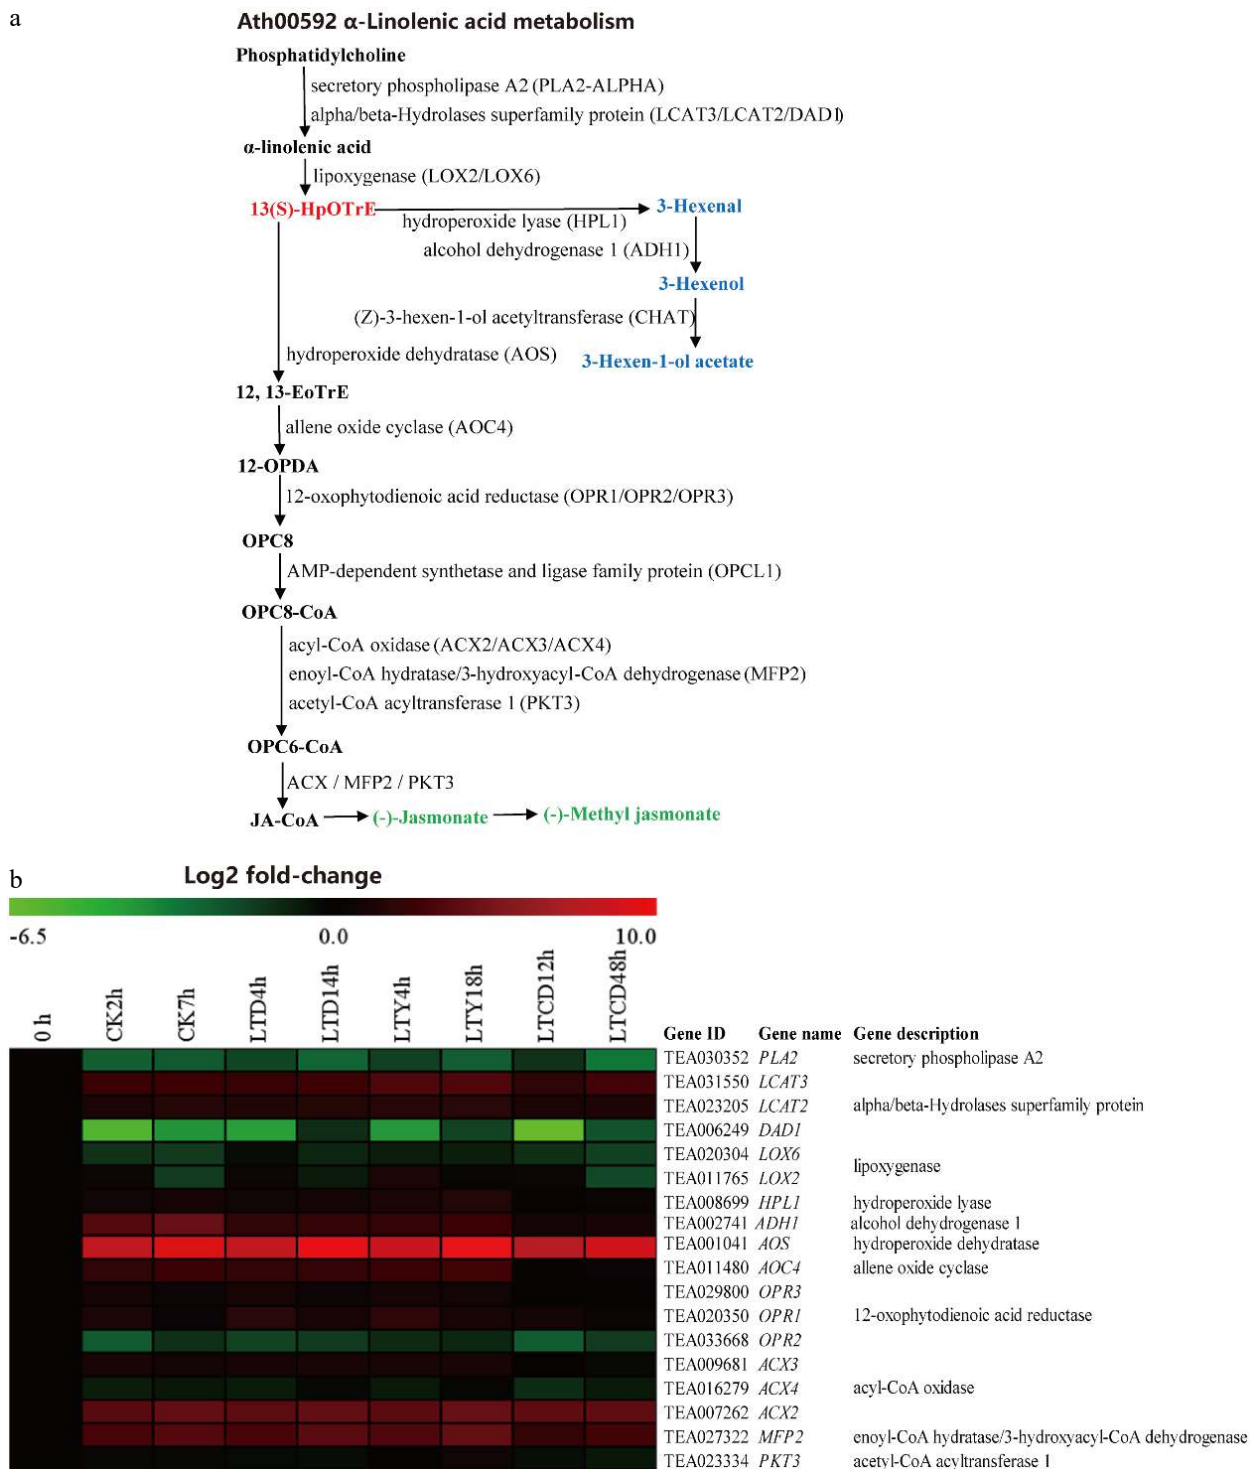 a
Ath00592 α-Linolenic acid metabolism
Phosphatidylcholine
secretory phospholipase A2 (PLA2-ALPHA)
alpha/beta-Hydrolases superfamily protein (LCAT3/LCAT2/DAD1)
α-linolenic acid
lipoxygenase (LOX2/LOX6)
13(S)-HpOTrE
3-Hexenal
hydroperoxide lyase (HPL1)
alcohol dehydrogenase 1 (ADH1)
3-Hexenol
(Z)-3-hexen-1-ol acetyltransferase (CHAT)
hydroperoxide dehydratase (AOS)
3-Hexen-1-ol acetate
12, 13-EoTrE
allene oxide cyclase (AOC4)
12-OPDA
12-oxophytodienoic acid reductase (OPR1/OPR2/OPR3)
OPC8
AMP-dependent synthetase and ligase family protein (OPCL1)
OPC8-CoA
acyl-CoA oxidase (ACX2/ACX3/ACX4)
enoyl-CoA hydratase/3-hydroxyacyl-CoA dehydrogenase (MFP2)
acetyl-CoA acyltransferase 1 (PKT3)
OPC6-CoA
ACX / MFP2 / PKT3
JA-CoA (-)-Jasmonate (-)-Methyl jasmonate
b
Log2 fold-change
-6.5 0.0 10.0
0 h CK2h CK7h LTD4h LTD14h LTY4h LTY18h LTCD12h LTCD48h
Gene ID Gene name Gene description
TEA030352 PLA2 secretory phospholipase A2
TEA031550 LCAT3
TEA023205 LCAT2 alpha/beta-Hydrolases superfamily protein
TEA006249 DAD1
TEA020304 LOX6
lipoxygenase
TEA011765 LOX2
TEA008699 HPL1 hydroperoxide lyase
TEA002741 ADH1 alcohol dehydrogenase 1
TEA001041 AOS hydroperoxide dehydratase
TEA011480 AOC4 allene oxide cyclase
TEA029800 OPR3
TEA020350 OPR1 12-oxophytodienoic acid reductase
TEA033668 OPR2
TEA009681 ACX3
TEA016279 ACX4 acyl-CoA oxidase
TEA007262 ACX2
TEA027322 MFP2 enoyl-CoA hydratase/3-hydroxyacyl-CoA dehydrogenase
TEA023334 PKT3 acetyl-CoA acyltransferase 1